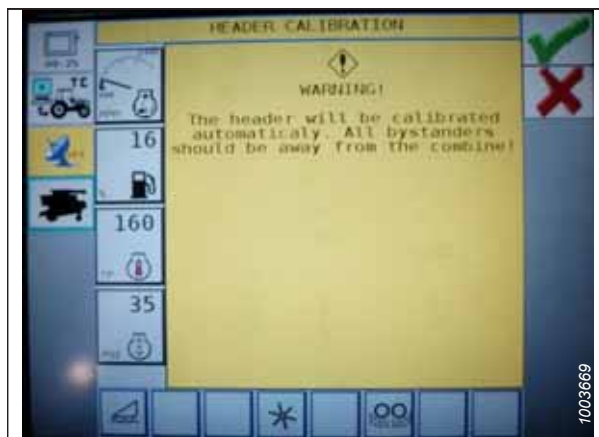 HEADER CALIBRATION
WARNING!
The header will be calibrated
automaticaly. All bystanders
should be away from the combine!
TC
16
160
35
1003669